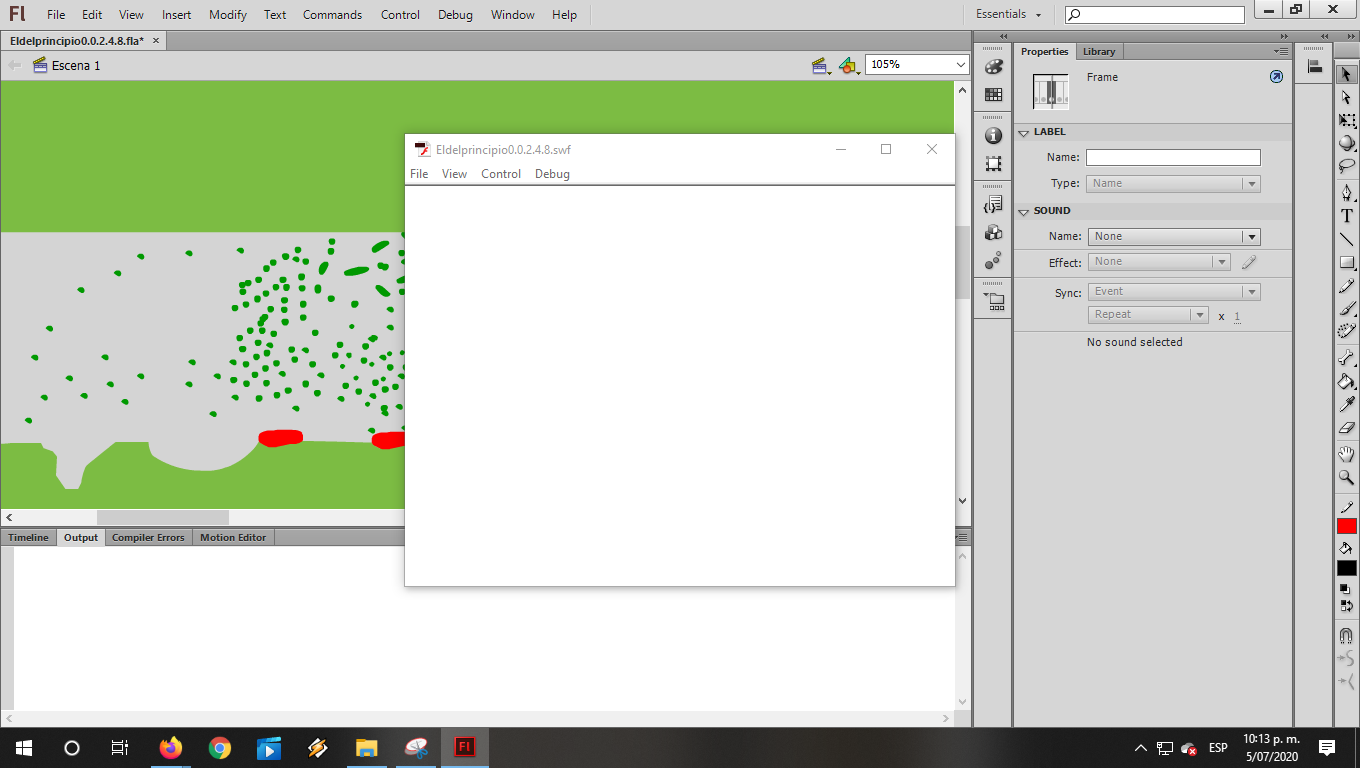 Fl File Edit View Insert Modify Text Commands Control Debug Window Help Essentials
Eldelprincipio0.0.2.4.8.fla* ×
Escena 1 105%
Eldelprincipio0.0.2.4.8.swf
File View Control Debug
Timeline Output Compiler Errors Motion Editor
Properties Library
Frame
LABEL
Name:
Type: Name
SOUND
Name: None
Effect: None
Sync: Event
Repeat x 1
No sound selected
T
Fl
ESP
10:13 p. m.
5/07/2020